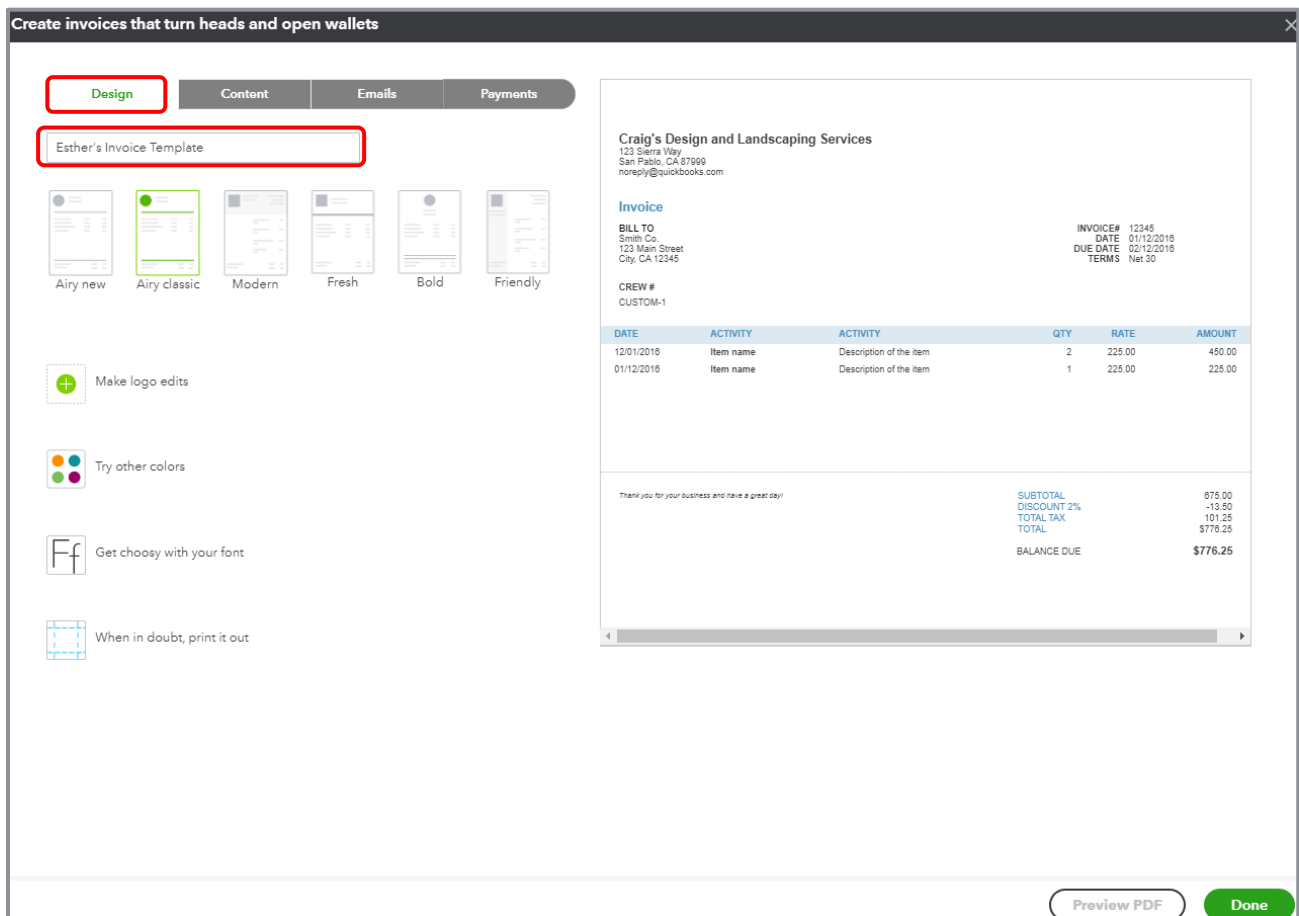 Create invoices that turn heads and open wallets
Design Content Emails Payments
Esther's Invoice Template
Airy new Airy classic Modern Fresh Bold Friendly
Make logo edits
Try other colors
Ff Get choosy with your font
When in doubt, print it out
Craig's Design and Landscaping Services
123 Sierra Way
San Pablo, CA 87999
noreply@quickbooks.com
Invoice
BILL TO
Smith Co.
123 Main Street
City, CA 12345
INVOICE# 12345
DATE 01/12/2016
DUE DATE 02/12/2016
TERMS Net 30
CREW #
CUSTOM-1
DATE ACTIVITY ACTIVITY QTY RATE AMOUNT
12/01/2016 Item name Description of the item 2 225.00 450.00
01/12/2016 Item name Description of the item 1 225.00 225.00
Thank you for your business and have a great day!
SUBTOTAL 675.00
DISCOUNT 2% -13.50
TOTAL TAX 101.25
TOTAL $776.25
BALANCE DUE $776.25
Preview PDF Done